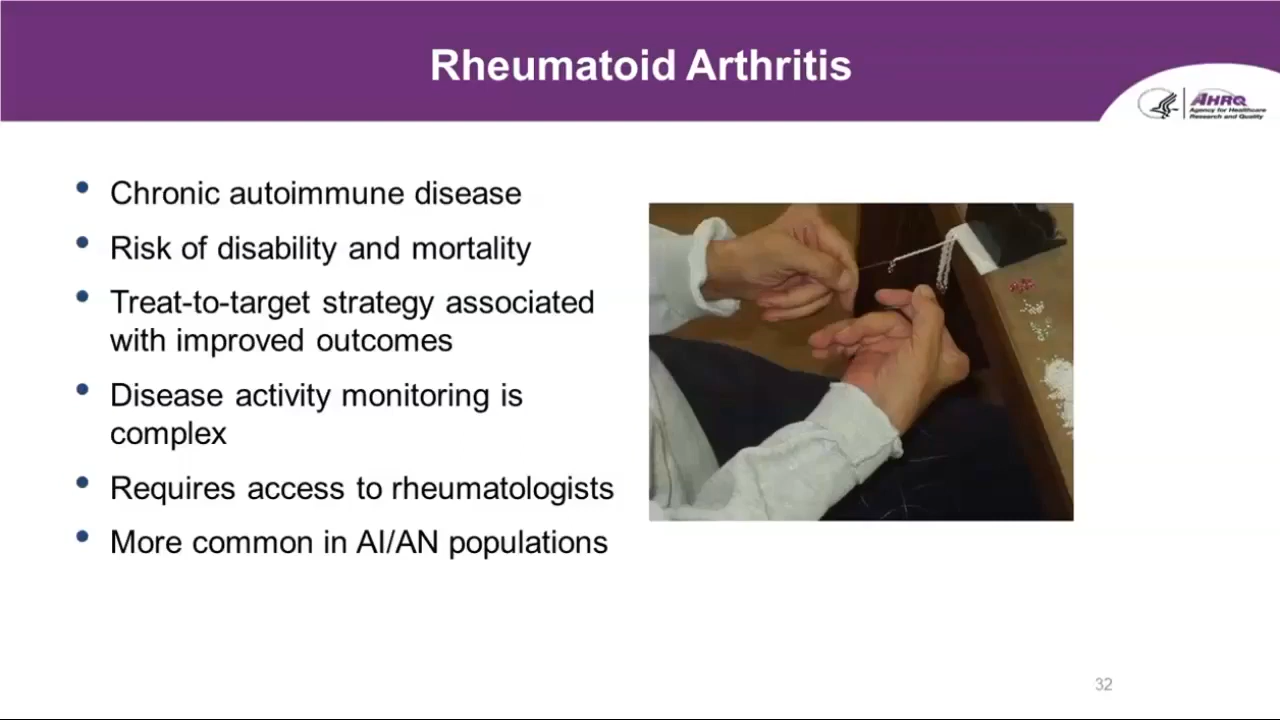 Rheumatoid Arthritis
AHRQ
Agency for Healthcare
Research and Quality
Chronic autoimmune disease
Risk of disability and mortality
Treat-to-target strategy associated
with improved outcomes
Disease activity monitoring is
complex
Requires access to rheumatologists
More common in AI/AN populations
32